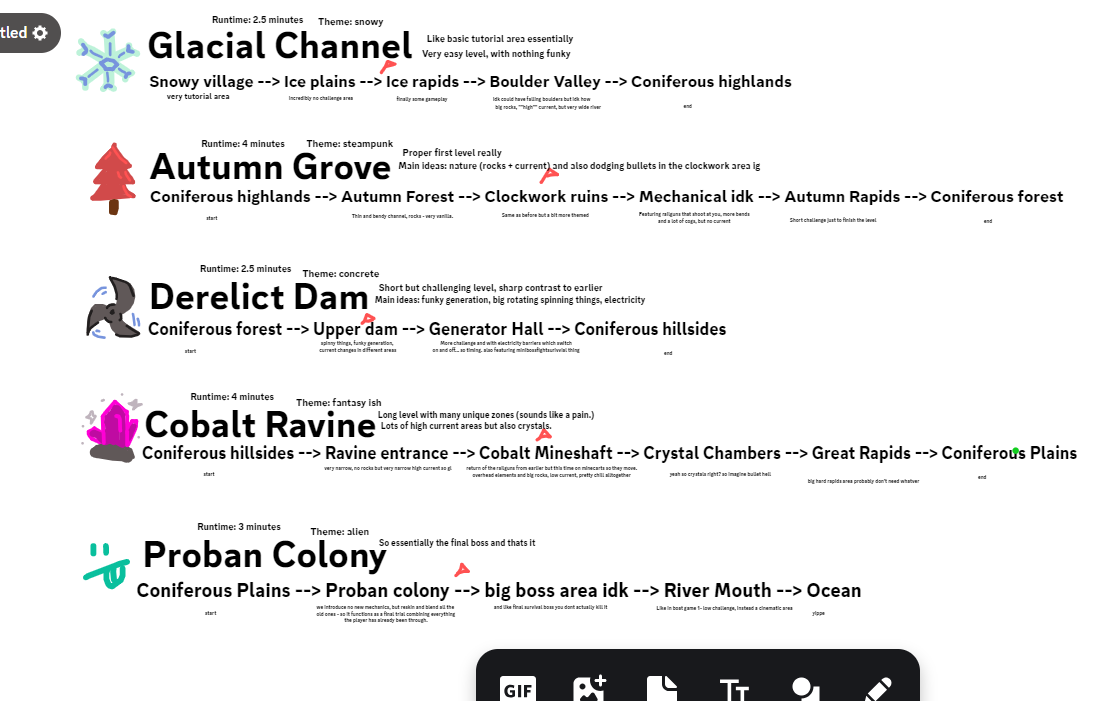 tled
Runtime: 2.5 minutes Theme: snowy
Glacial Channel
Like basic tutorial area essentially
Very easy level, with nothing funky
Snowy village --> Ice plains --> Ice rapids --> Boulder Valley --> Coniferous highlands
very tutorial area
incredibly no challenge area
finally some gameplay
idk could have falling boulders but idk how
big rocks, ""high"" current, but very wide river
end
Runtime: 4 minutes Theme: steampunk
Autumn Grove
Proper first level really
Main ideas: nature (rocks + current) and also dodging bullets in the clockwork area ig
Coniferous highlands --> Autumn Forest --> Clockwork ruins --> Mechanical idk --> Autumn Rapids --> Coniferous forest
start
Thin and bendy channel, rocks - very vanilla.
Same as before but a bit more themed
Featuring railguns that shoot at you, more bends
and a lot of cogs, but no current
Short challenge just to finish the level
end
Runtime: 2.5 minutes Theme: concrete
Derelict Dam
Short but challenging level, sharp contrast to earlier
Main ideas: funky generation, big rotating spinning things, electricity
Coniferous forest --> Upper dam --> Generator Hall --> Coniferous hillsides
start
spinny things, funky generation,
current changes in different areas
More challenge and with electricity barriers which switch
on and off... so timing. also featuring minibossfightsurivvial thing
end
Runtime: 4 minutes Theme: fantasy ish
Cobalt Ravine
Long level with many unique zones (sounds like a pain.)
Lots of high current areas but also crystals.
Coniferous hillsides --> Ravine entrance --> Cobalt Mineshaft --> Crystal Chambers --> Great Rapids --> Coniferous Plains
start
very narrow, no rocks but very narrow high current so gl
return of the railguns from earlier but this time on minecarts so they move.
overhead elements and big rocks, low current, pretty chill alltogether
yeah so crystals right? so imagine bullet hell
big hard rapids area probably don't need whatver
end
Runtime: 3 minutes Theme: alien
Proban Colony
So essentially the final boss and thats it
Coniferous Plains --> Proban colony --> big boss area idk --> River Mouth --> Ocean
start
we introduce no new mechanics, but reskin and blend all the
old ones - so it functions as a final trial combining everything
the player has already been through.
and like final survival boss you dont actually kill it
Like in boat game 1- low challenge, instead a cinematic area
yippe
GIF
TT